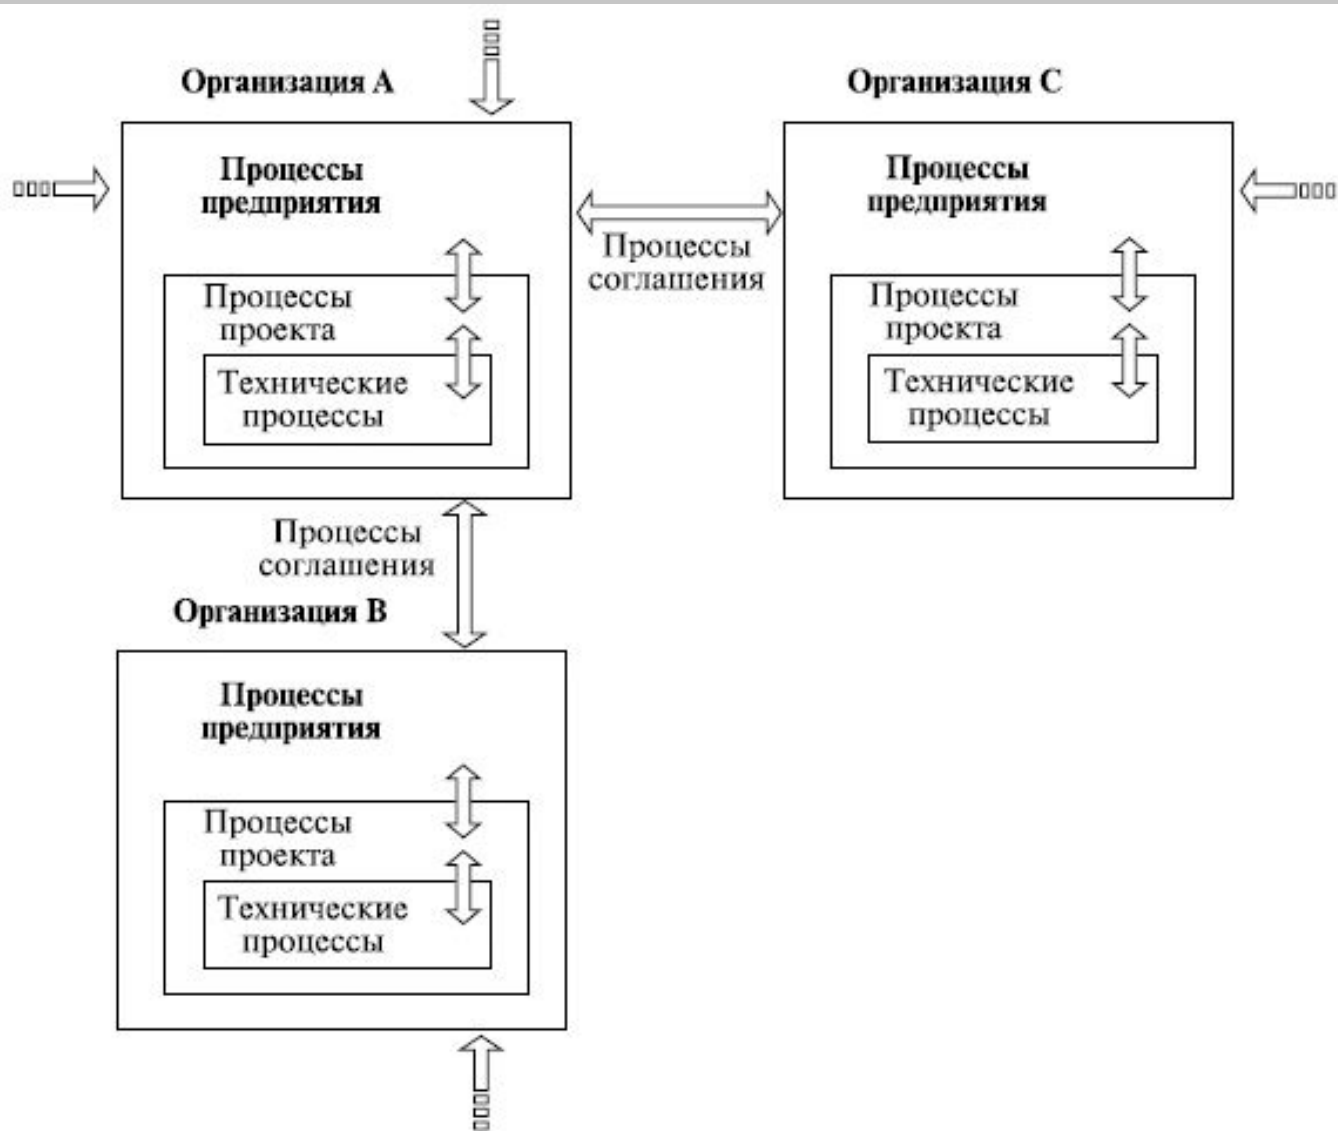 Организация А
Процессы
предприятия
Процессы
проекта
Технические
процессы
Процессы
соглашения
Организация С
Процессы
предприятия
Процессы
проекта
Технические
процессы
Процессы
соглашения
Организация В
Процессы
предприятия
Процессы
проекта
Технические
процессы